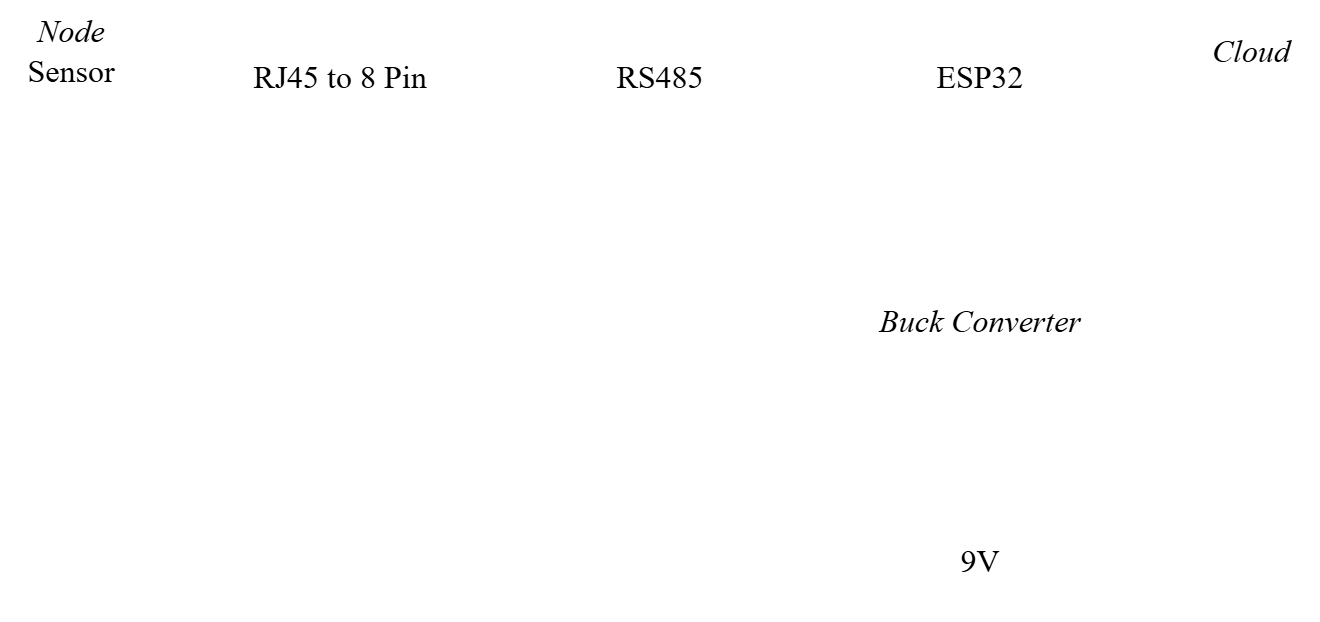 Node
Sensor
RJ45 to 8 Pin
RS485
ESP32
Cloud
Buck Converter
9V